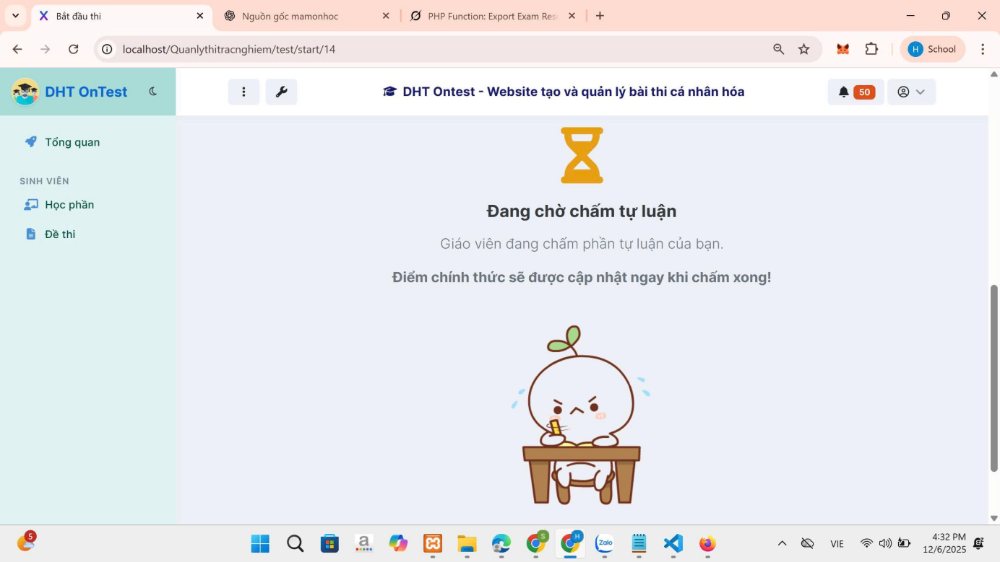 Bắt đầu thi
Nguồn gốc mamonhoc
PHP Function: Export Exam Res
localhost/Quanlythitracnghiem/test/start/14
H School
DHT OnTest
DHT Ontest - Website tạo và quản lý bài thi cá nhân hóa
50
Tổng quan
SINH VIÊN
Học phần
Đề thi
Đang chờ chấm tự luận
Giáo viên đang chấm phần tự luận của bạn.
Điểm chính thức sẽ được cập nhật ngay khi chấm xong!
5
a
S
H
Zalo
VIE
4:32 PM
12/6/2025